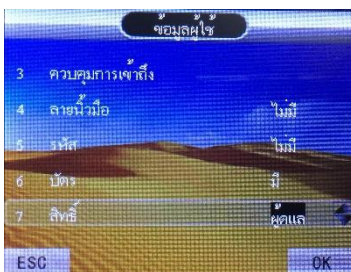 ข้อมูลผู้ใช้
3 ควบคุมการเข้าถึง
4 ลายนิ้วมือ ไม่มี
5 รหัส ไม่มี
6 บัตร มี
7 สิทธิ์ ผู้ดูแล
ESC OK